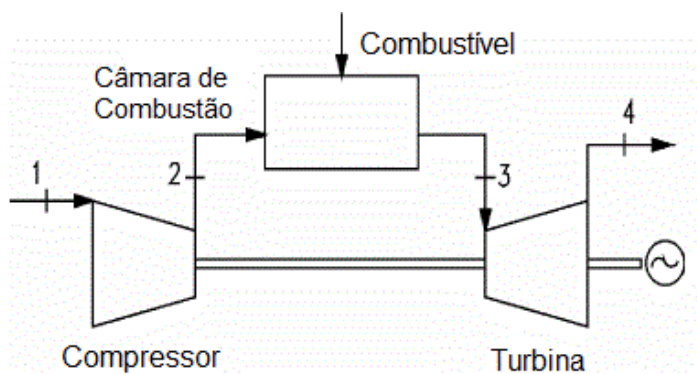 Combustível
Câmara de
Combustão
1
2
3
4
Compressor
Turbina